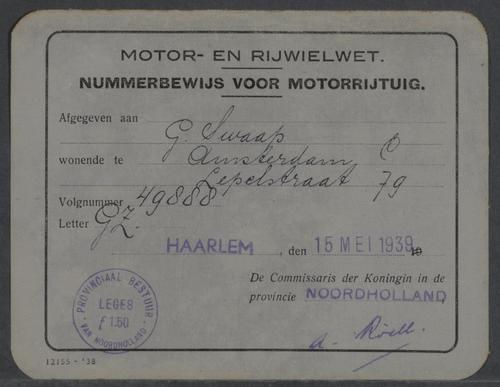 MOTOR- EN RIJWIELWET.
NUMMERBEWIJS VOOR MOTORRIJTUIG.
Afgegeven aan G. Swaap
wonende te Amsterdam C
Lepelstraat 79
Volgnummer 49888
Letter GZ.
HAARLEM, den 15 MEI 1939 19
De Commissaris der Koningin in de
provincie NOORDHOLLAND
PROVINCIAAL BESTUUR
LEGES
f 1.50
VAN NOORDHOLLAND
A. Röell.
12155 - '38